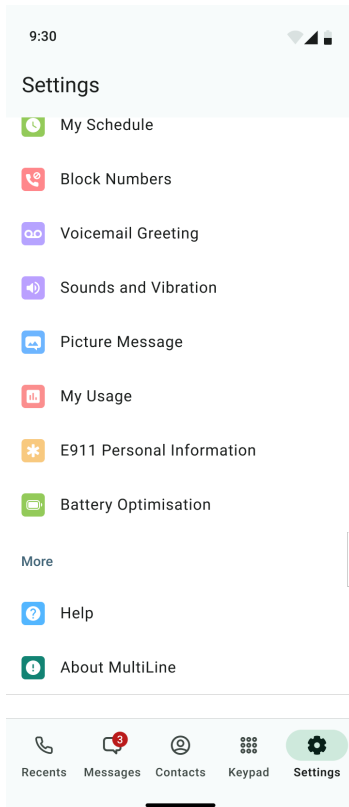 9:30
Settings
My Schedule
Block Numbers
Voicemail Greeting
Sounds and Vibration
Picture Message
My Usage
E911 Personal Information
Battery Optimisation
More
Help
About MultiLine
3
Recents Messages Contacts Keypad Settings